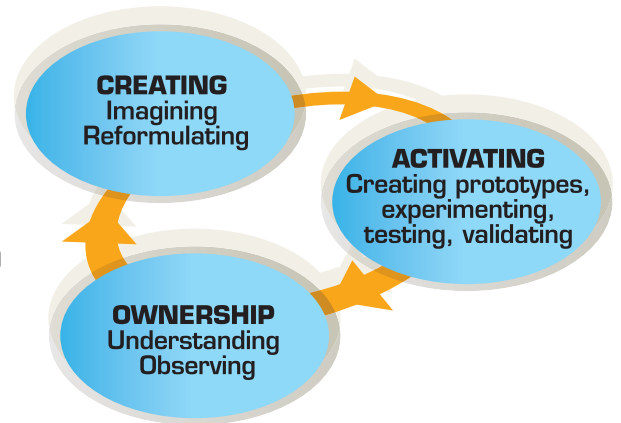 CREATING
Imagining
Reformulating
ACTIVATING
Creating prototypes,
experimenting,
testing, validating
OWNERSHIP
Understanding
Observing